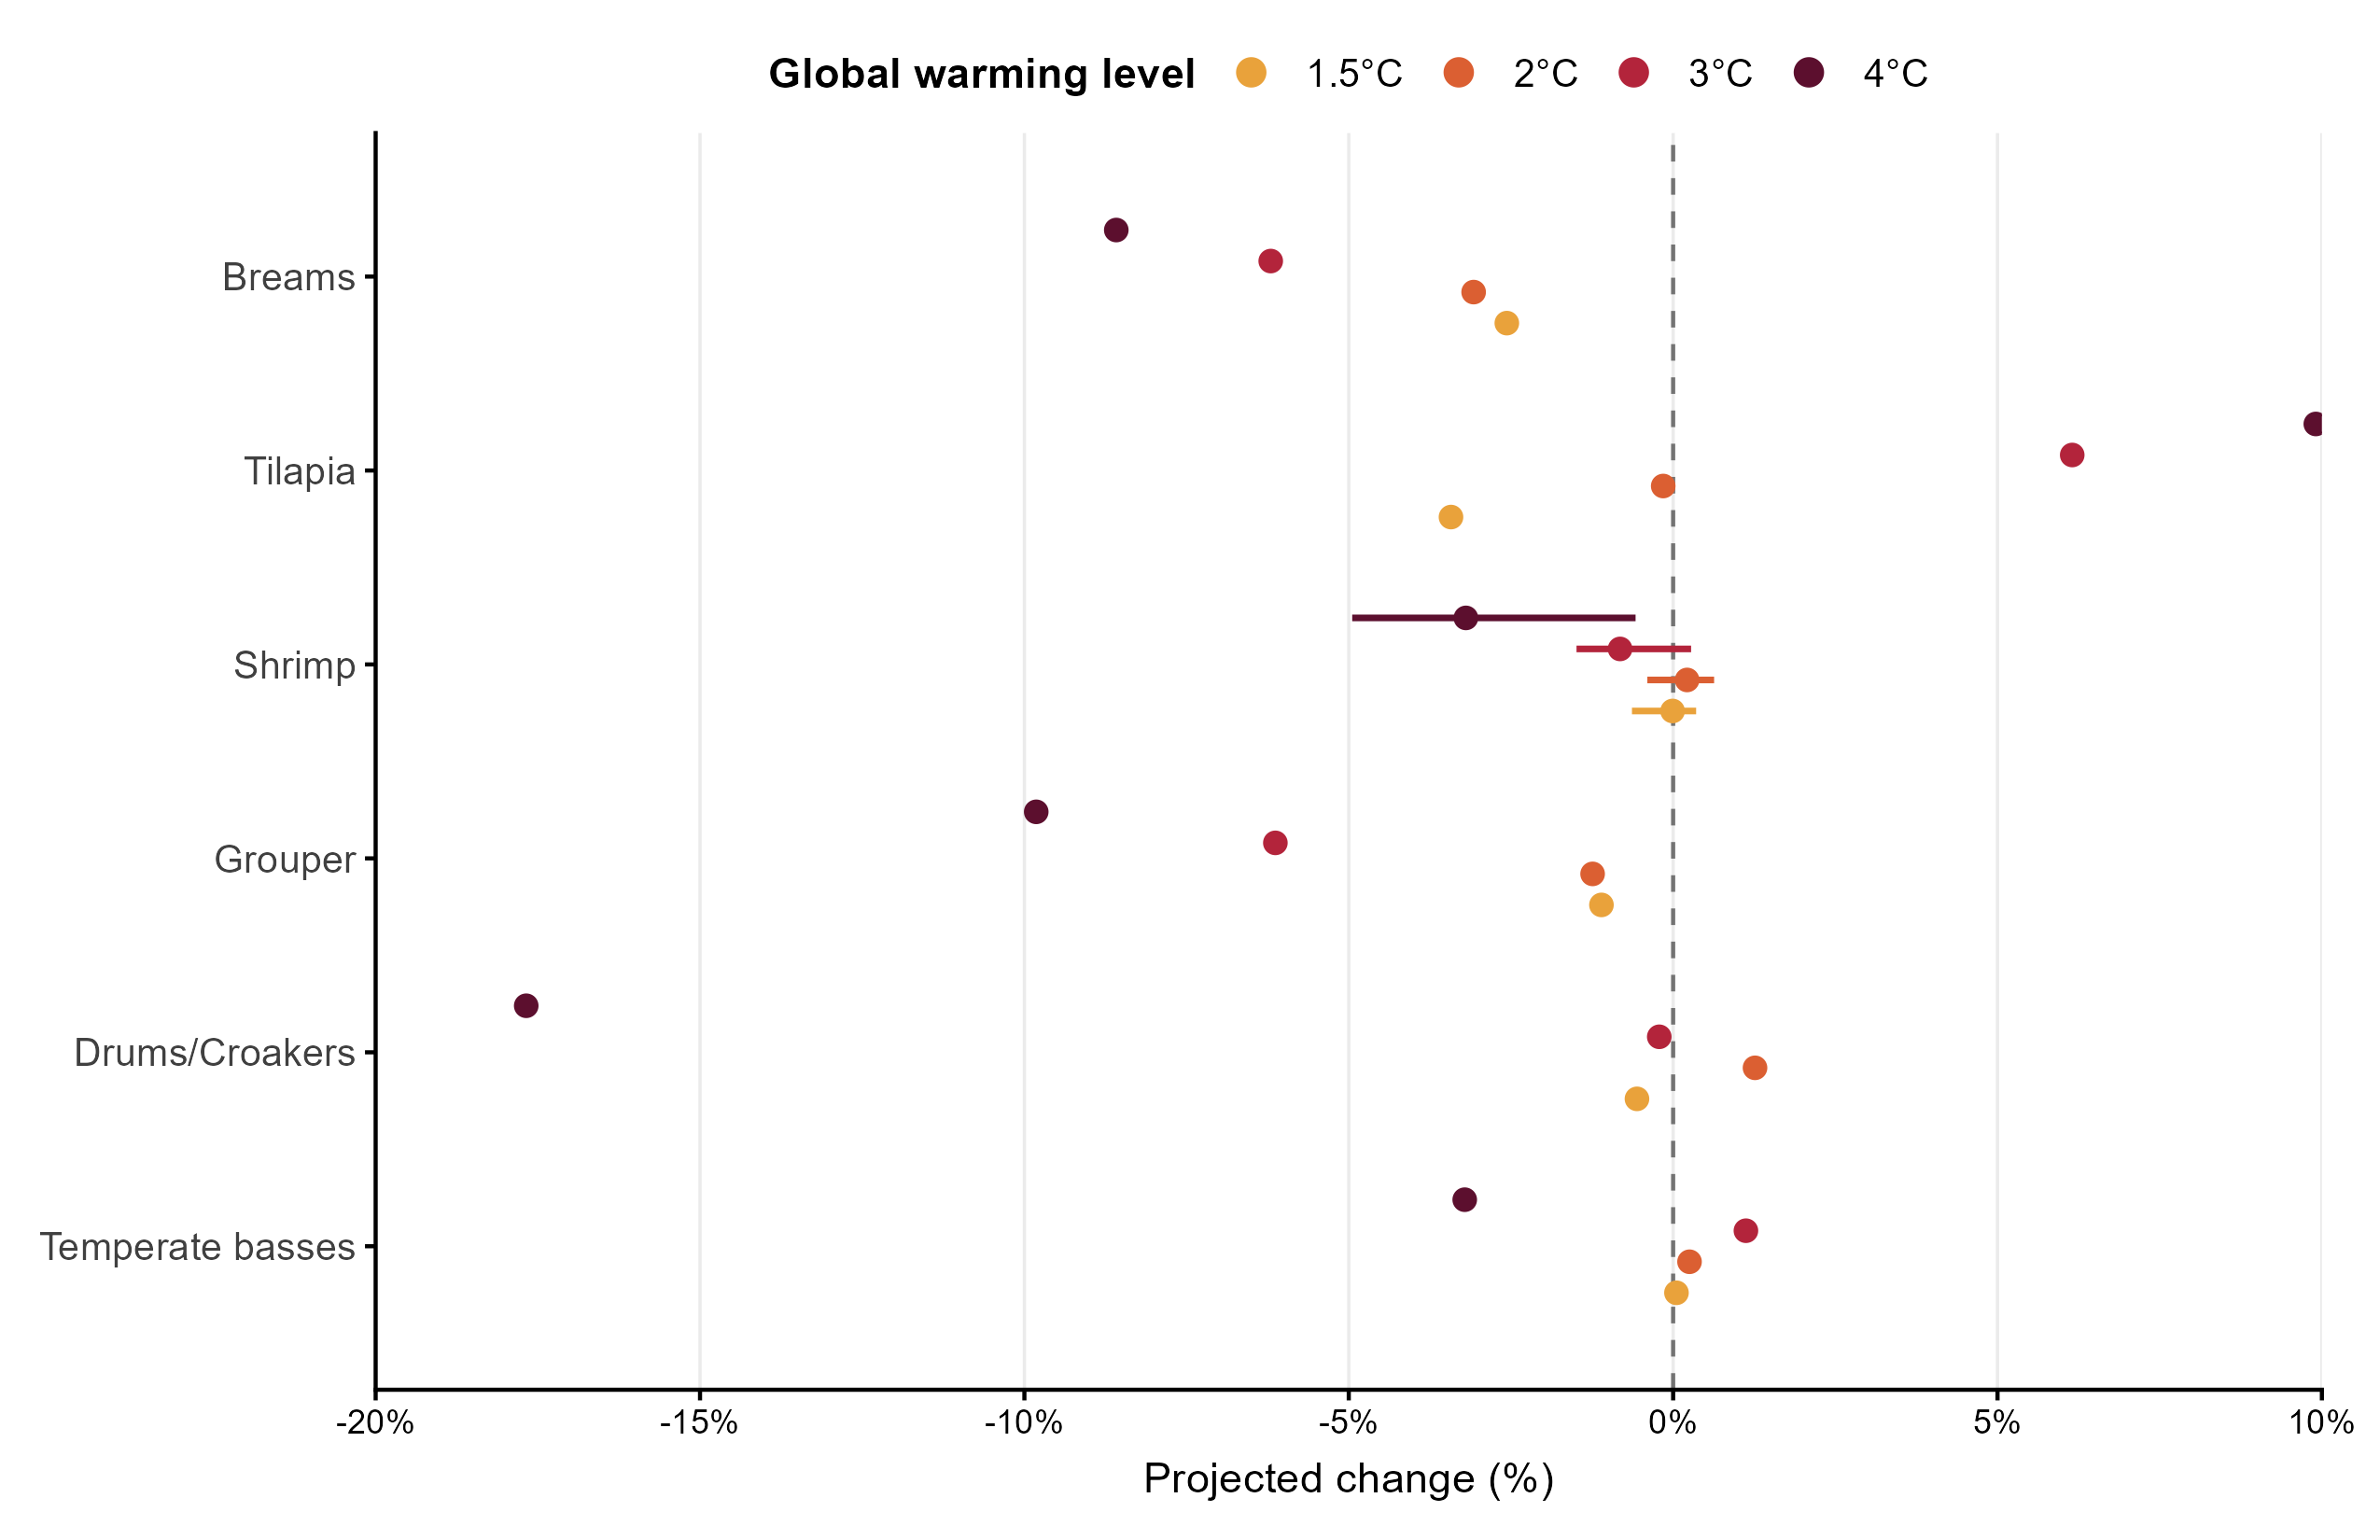 Global warming level 1.5°C 2°C 3°C 4°C
Breams
Tilapia
Shrimp
Grouper
Drums/Croakers
Temperate basses
-20% -15% -10% -5% 0% 5% 10%
Projected change (%)